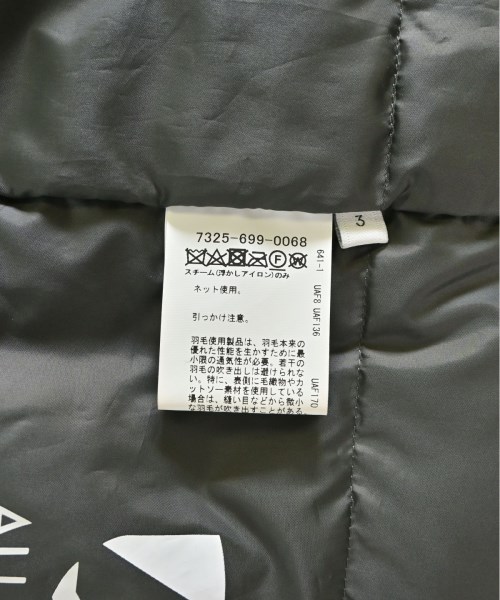 3
7325-699-0068
スチーム(浮かしアイロン)のみ
ネット使用。
引っかけ注意。
羽毛使用製品は、羽毛本来の
優れた性能を生かすために最
小限の通気性が必要。若干の
羽毛の吹き出しは避けられな
い。特に、表側に毛織物やカ
ットソー素材を使用している
場合は、縫い目などから微小
な羽毛が吹き出すことがある
641-1 UAF8 UAF136 UAF170